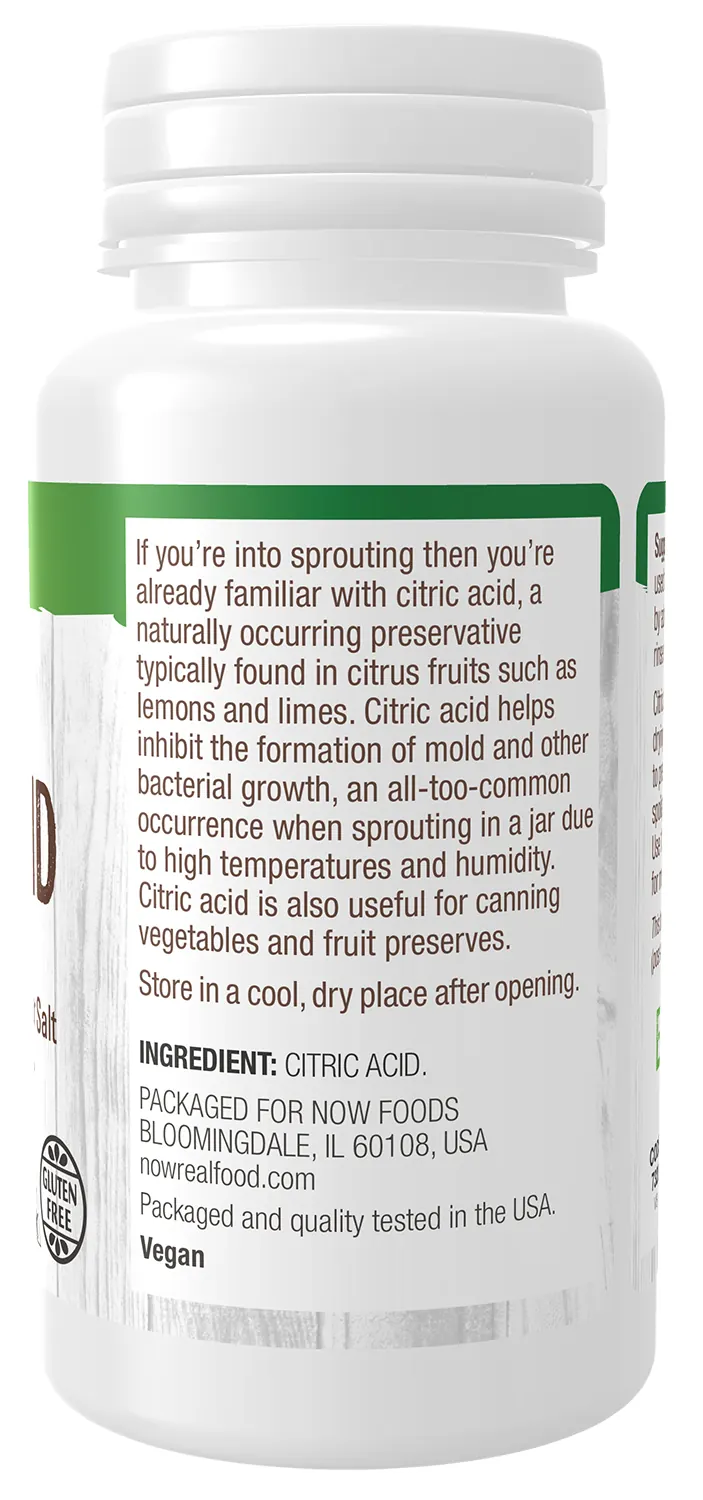 If you're into sprouting then you're
already familiar with citric acid, a
naturally occurring preservative
typically found in citrus fruits such as
lemons and limes. Citric acid helps
inhibit the formation of mold and other
bacterial growth, an all-too-common
occurrence when sprouting in a jar due
to high temperatures and humidity.
Citric acid is also useful for canning
vegetables and fruit preserves.
Store in a cool, dry place after opening.
INGREDIENT: CITRIC ACID.
PACKAGED FOR NOW FOODS
BLOOMINGDALE, IL 60108, USA
nowrealfood.com
Packaged and quality tested in the USA.
Vegan
Salt
GLUTEN
FREE